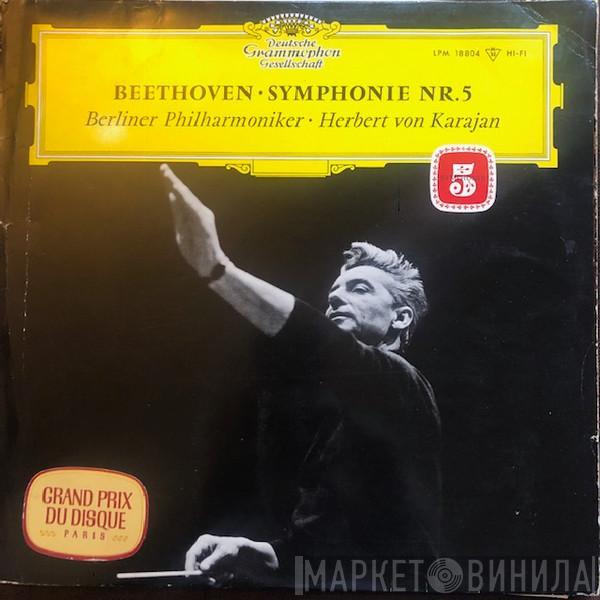 Deutsche
Grammophon
Gesellschaft
LPM 18804 HI-FI
BEETHOVEN · SYMPHONIE NR. 5
Berliner Philharmoniker · Herbert von Karajan
5
GRAND PRIX
DU DISQUE
PARIS
МАРКЕТ ВИНИЛА